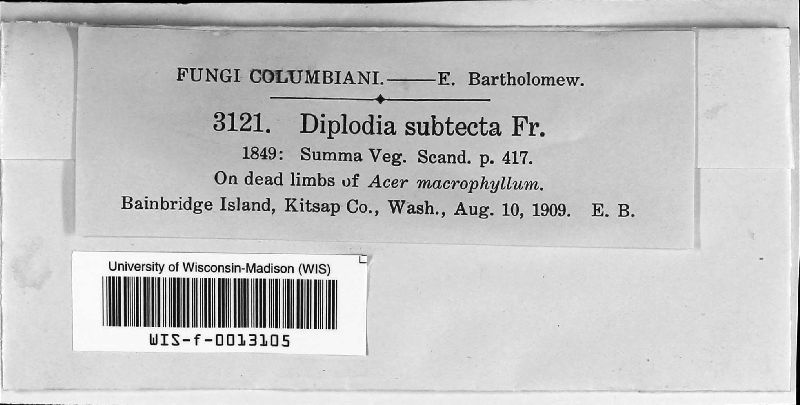 FUNGI COLUMBIANI.——E. Bartholomew.
3121. Diplodia subtecta Fr.
1849: Summa Veg. Scand. p. 417.
On dead limbs of Acer macrophyllum.
Bainbridge Island, Kitsap Co., Wash., Aug. 10, 1909. E. B.
University of Wisconsin-Madison (WIS)
WIS-f-0013105